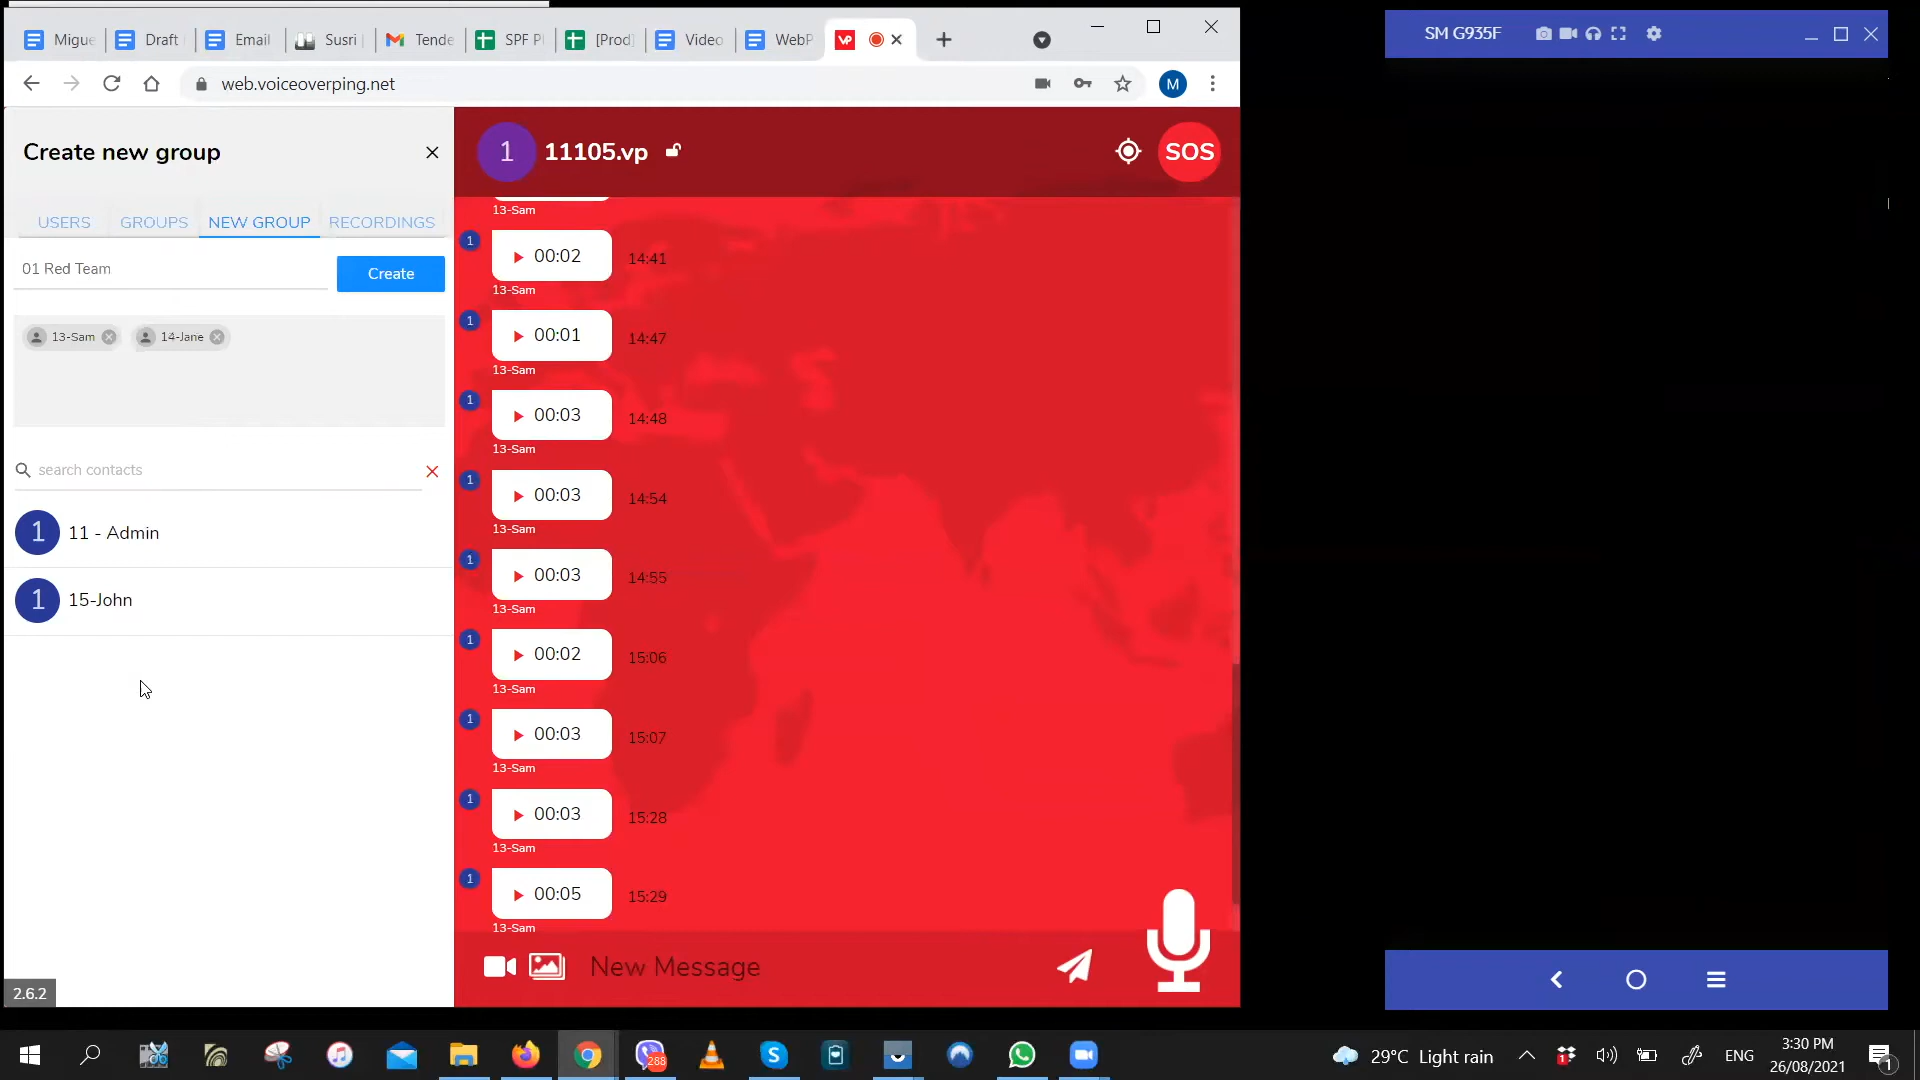 Migue
Draft
Email
Susri
Tende
SPF P
[Prod]
Video
WebP
VP
web.voiceoverping.net
M
SM G935F
Create new group
USERS
GROUPS
NEW GROUP
RECORDINGS
01 Red Team
Create
13-Sam
14-Jane
search contacts
1
11 - Admin
1
15-John
2.6.2
1
11105.vp
SOS
13-Sam
1
00:02
14:41
13-Sam
1
00:01
14:47
13-Sam
1
00:03
14:48
13-Sam
1
00:03
14:54
13-Sam
1
00:03
14:55
13-Sam
1
00:02
15:06
13-Sam
1
00:03
15:07
13-Sam
1
00:03
15:28
13-Sam
1
00:05
15:29
13-Sam
New Message
288
29°C Light rain
1
ENG
3:30 PM
26/08/2021
1